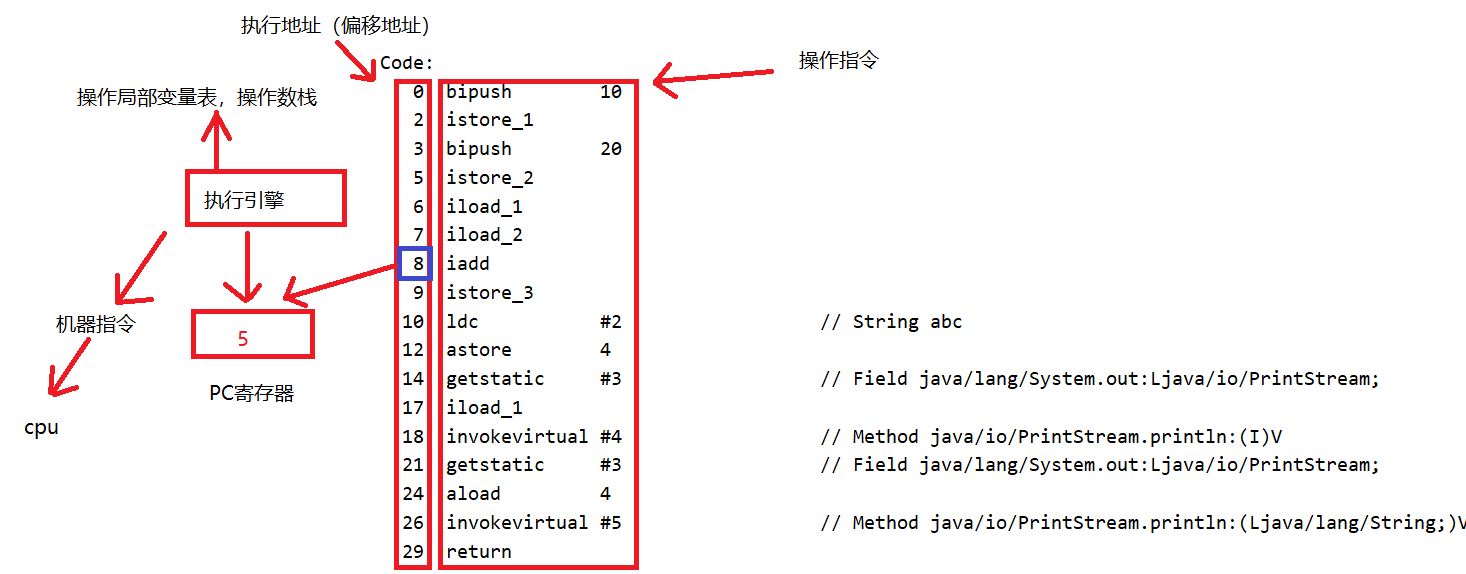 执行地址（偏移地址）
Code:
操作指令
操作局部变量表，操作数栈
执行引擎
机器指令
cpu
5
PC寄存器
0 bipush 10
2 istore_1
3 bipush 20
5 istore_2
6 iload_1
7 iload_2
8 iadd
9 istore_3
10 ldc #2 // String abc
12 astore 4
14 getstatic #3 // Field java/lang/System.out:Ljava/io/PrintStream;
17 iload_1
18 invokevirtual #4 // Method java/io/PrintStream.println:(I)V
21 getstatic #3 // Field java/lang/System.out:Ljava/io/PrintStream;
24 aload 4
26 invokevirtual #5 // Method java/io/PrintStream.println:(Ljava/lang/String;)V
29 return